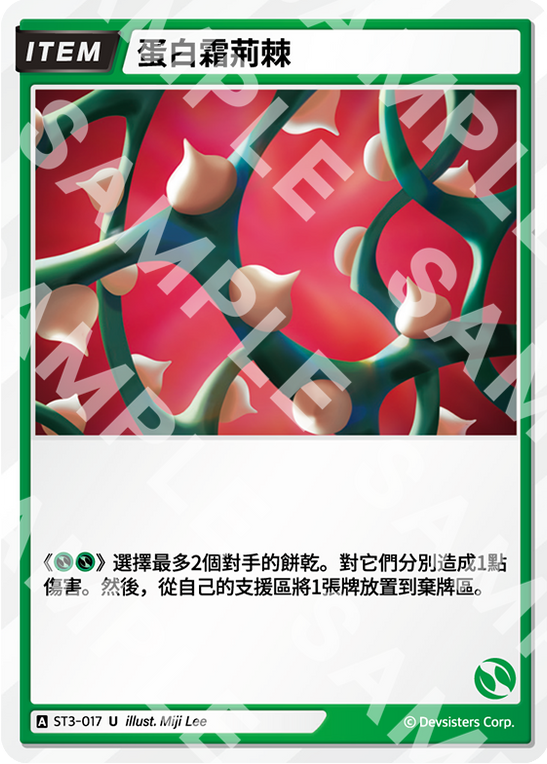 ITEM
蛋白霜荊棘
SAMPLE
《》選擇最多2個對手的餅乾。對它們分別造成1點
傷害。然後，從自己的支援區將1張牌放置到棄牌區。
A ST3-017 U illust. Miji Lee
© Devsisters Corp.